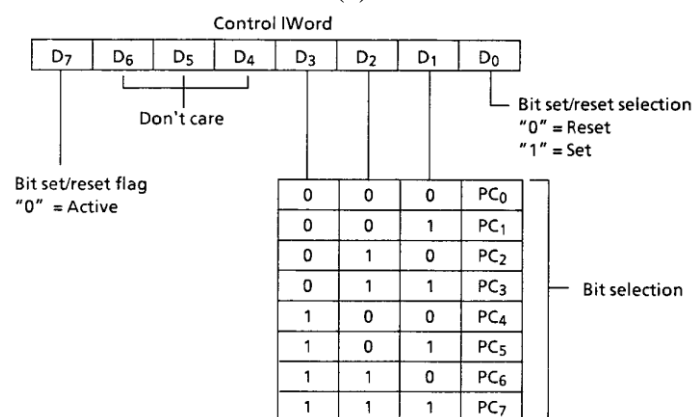 Control IWord
D7 D6 D5 D4 D3 D2 D1 D0
Don't care
Bit set/reset selection
"0" = Reset
"1" = Set
Bit set/reset flag
"0" = Active
0 0 0 PC0
0 0 1 PC1
0 1 0 PC2
0 1 1 PC3
1 0 0 PC4
1 0 1 PC5
1 1 0 PC6
1 1 1 PC7
Bit selection